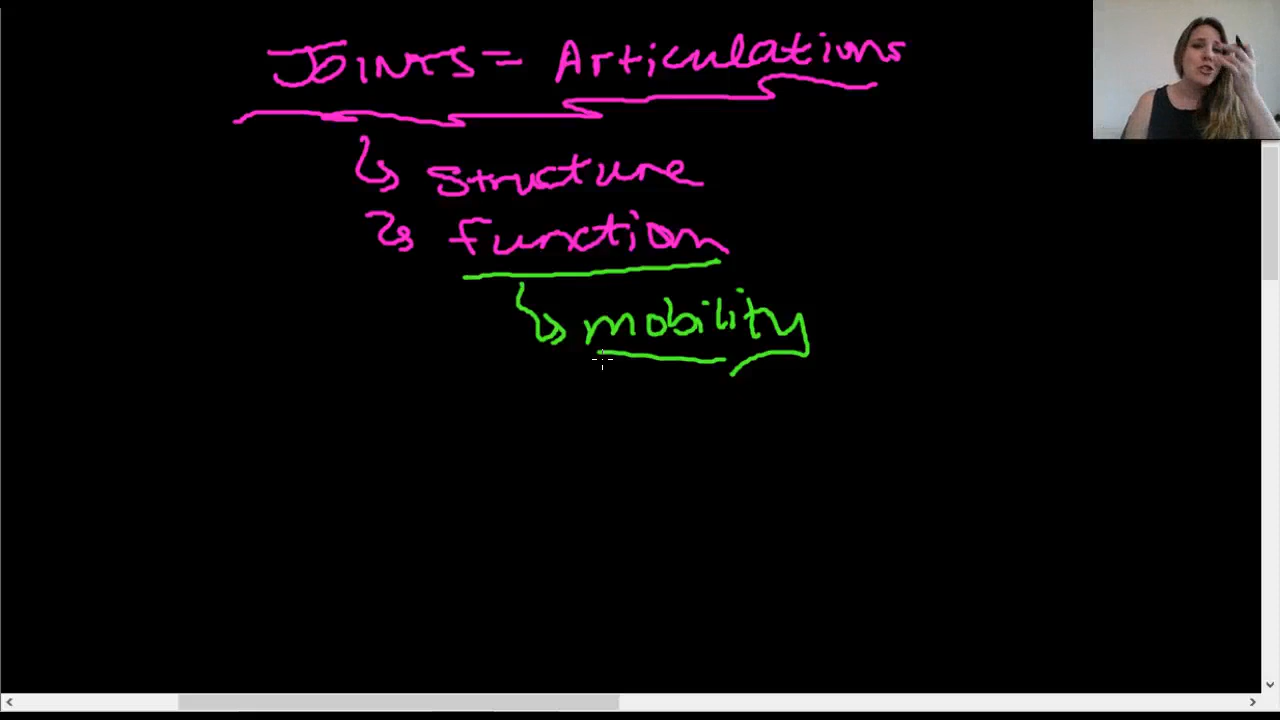 JOINTS = Articulations
↳ Structure
↳ function
↳ mobility